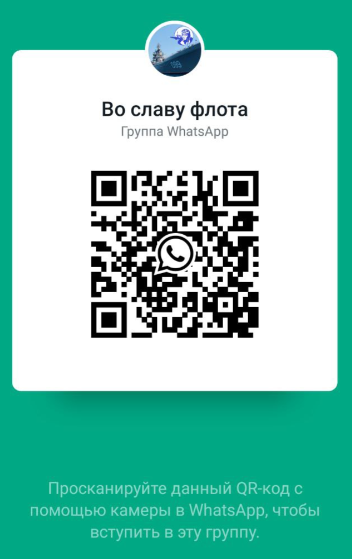 Во славу флота
Группа WhatsApp
Просканируйте данный QR-код с
помощью камеры в WhatsApp, чтобы
вступить в эту группу.